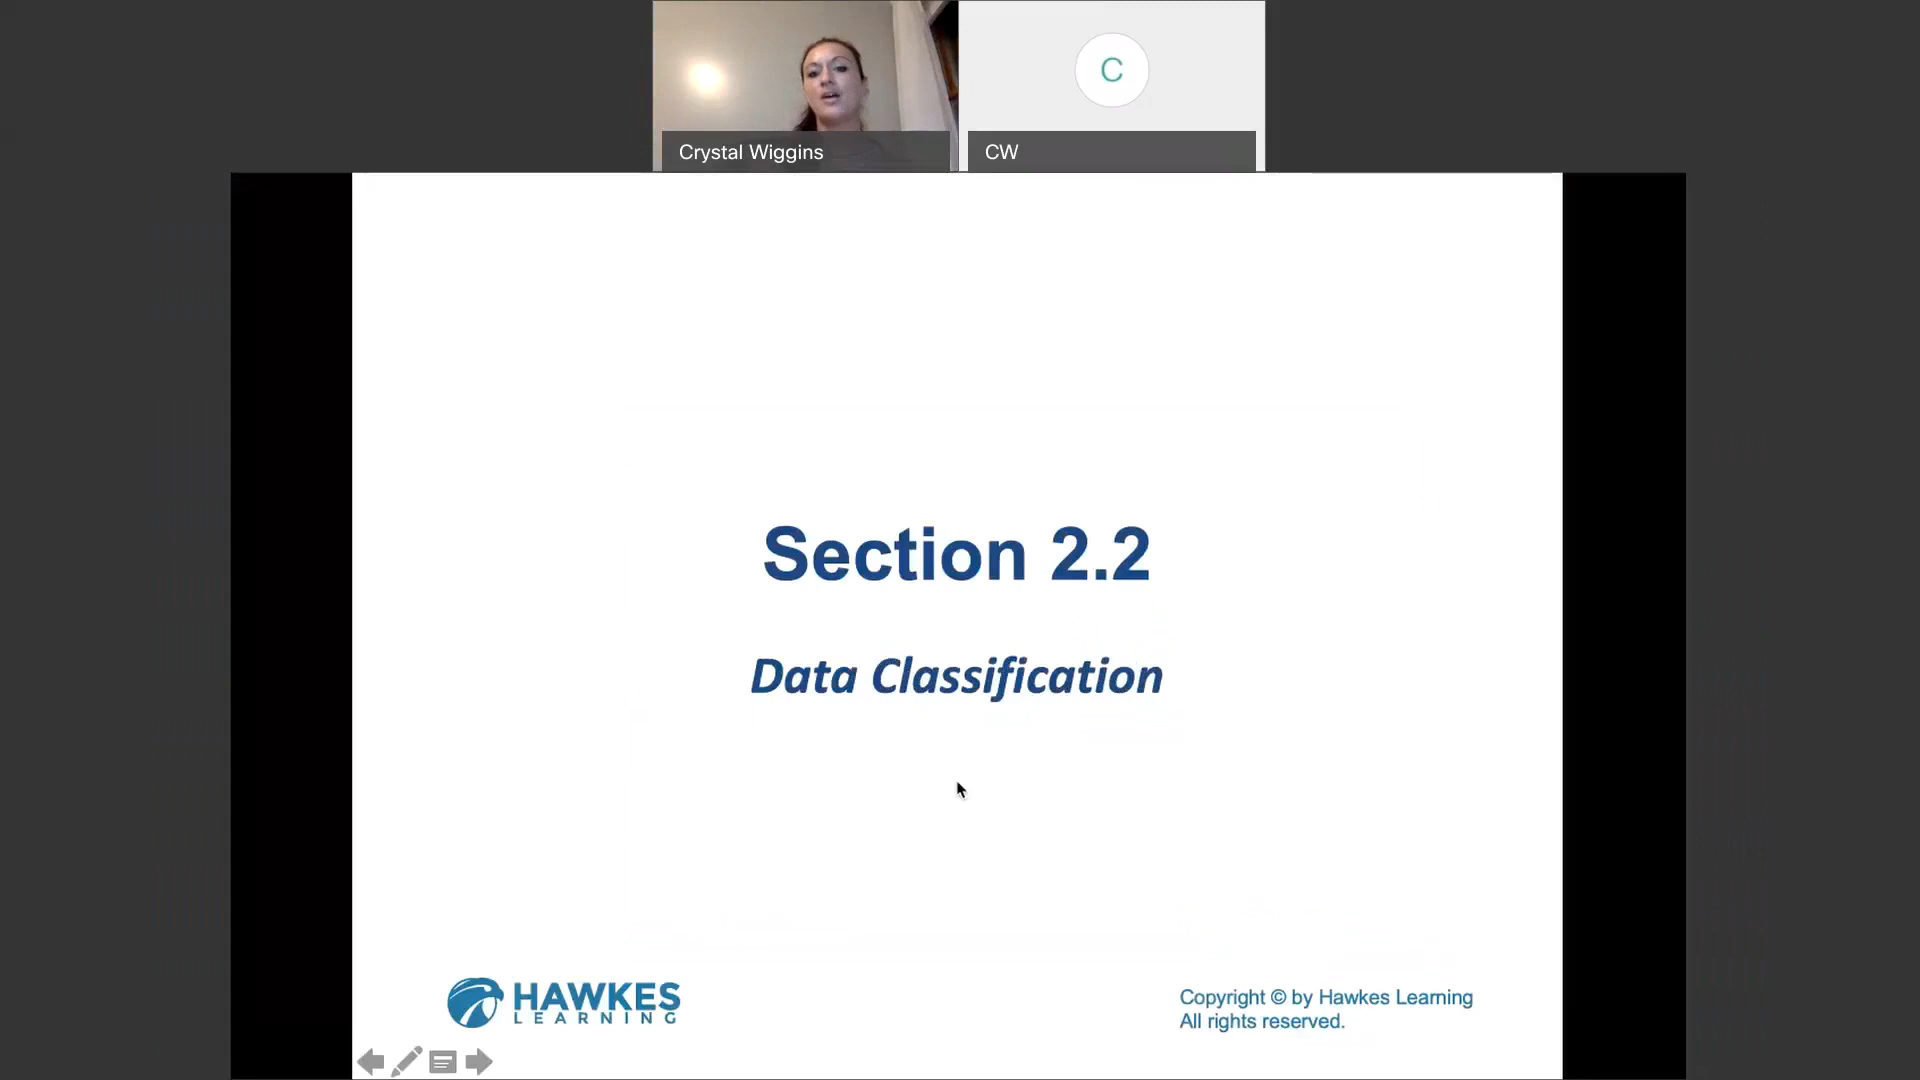 Crystal Wiggins
C
CW
Section 2.2
Data Classification
HAWKES
LEARNING
Copyright © by Hawkes Learning
All rights reserved.